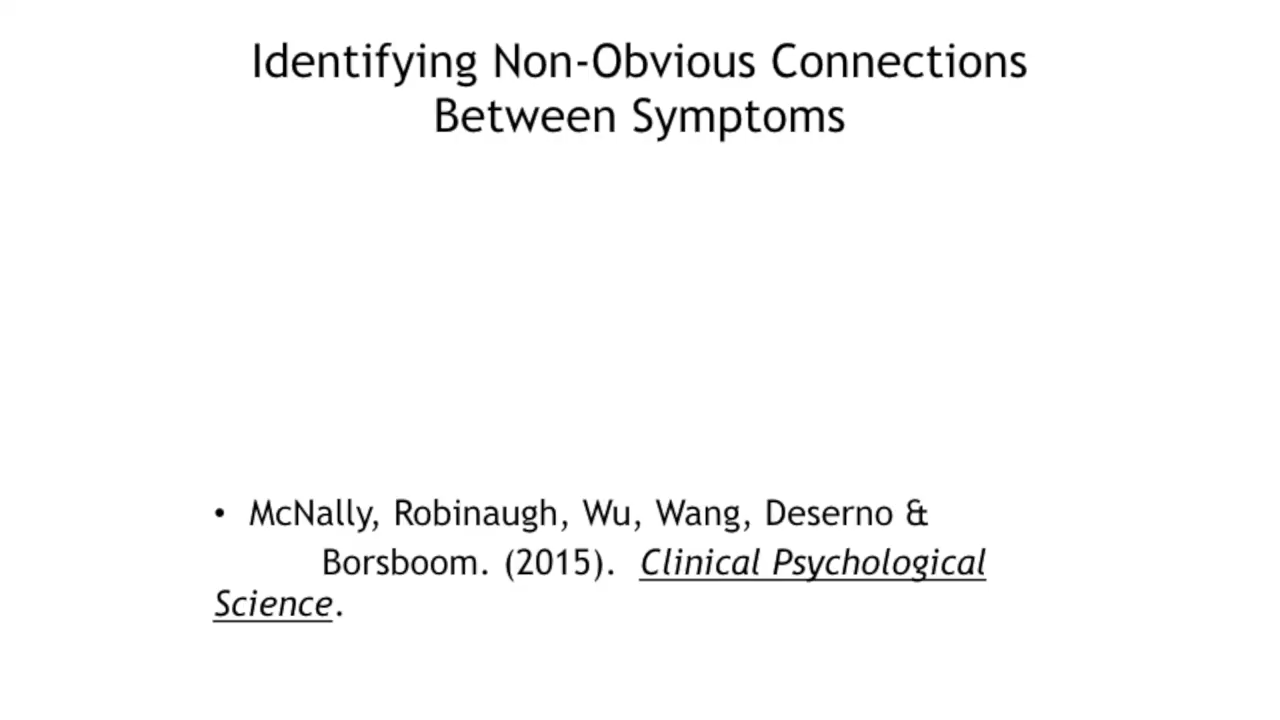 Identifying Non-Obvious Connections
Between Symptoms
• McNally, Robinaugh, Wu, Wang, Deserno &
Borsboom. (2015). Clinical Psychological
Science.